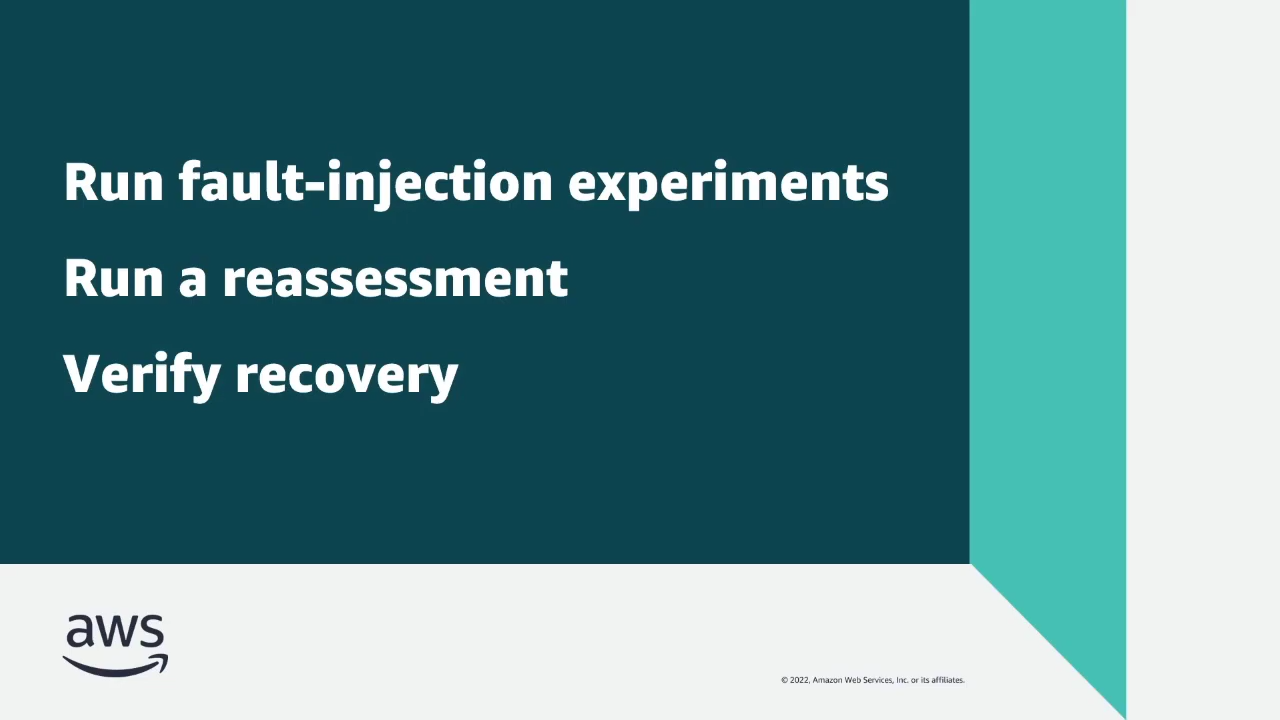 Run fault-injection experiments
Run a reassessment
Verify recovery
aws
© 2022, Amazon Web Services, Inc. or its affiliates.